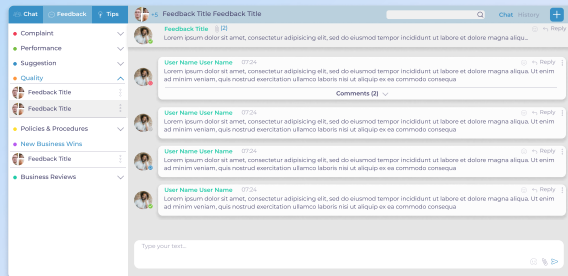 Chat
Feedback
Tips
Complaint
Performance
Suggestion
Quality
Feedback Title
Feedback Title
Policies & Procedures
New Business Wins
Feedback Title
Business Reviews
+5 Feedback Title Feedback Title
Chat History
Feedback Title [2] Reply
Lorem ipsum dolor sit amet, consectetur adipisicing elit, sed do eiusmod tempor incididunt ut labore et dolore magna aliqu...
User Name User Name 07:24 Reply
Lorem ipsum dolor sit amet, consectetur adipisicing elit, sed do eiusmod tempor incididunt ut labore et dolore magna aliqua. Ut enim
ad minim veniam, quis nostrud exercitation ullamco laboris nisi ut aliquip ex ea commodo consequa
Comments (2)
User Name User Name 07:24 Reply
Lorem ipsum dolor sit amet, consectetur adipisicing elit, sed do eiusmod tempor incididunt ut labore et dolore magna aliqua. Ut enim
ad minim veniam, quis nostrud exercitation ullamco laboris nisi ut aliquip ex ea commodo consequa
User Name User Name 07:24 Reply
Lorem ipsum dolor sit amet, consectetur adipisicing elit, sed do eiusmod tempor incididunt ut labore et dolore magna aliqua. Ut enim
ad minim veniam, quis nostrud exercitation ullamco laboris nisi ut aliquip ex ea commodo consequa
User Name User Name 07:24 Reply
Lorem ipsum dolor sit amet, consectetur adipisicing elit, sed do eiusmod tempor incididunt ut labore et dolore magna aliqua. Ut enim
ad minim veniam, quis nostrud exercitation ullamco laboris nisi ut aliquip ex ea commodo consequa
Type your text...